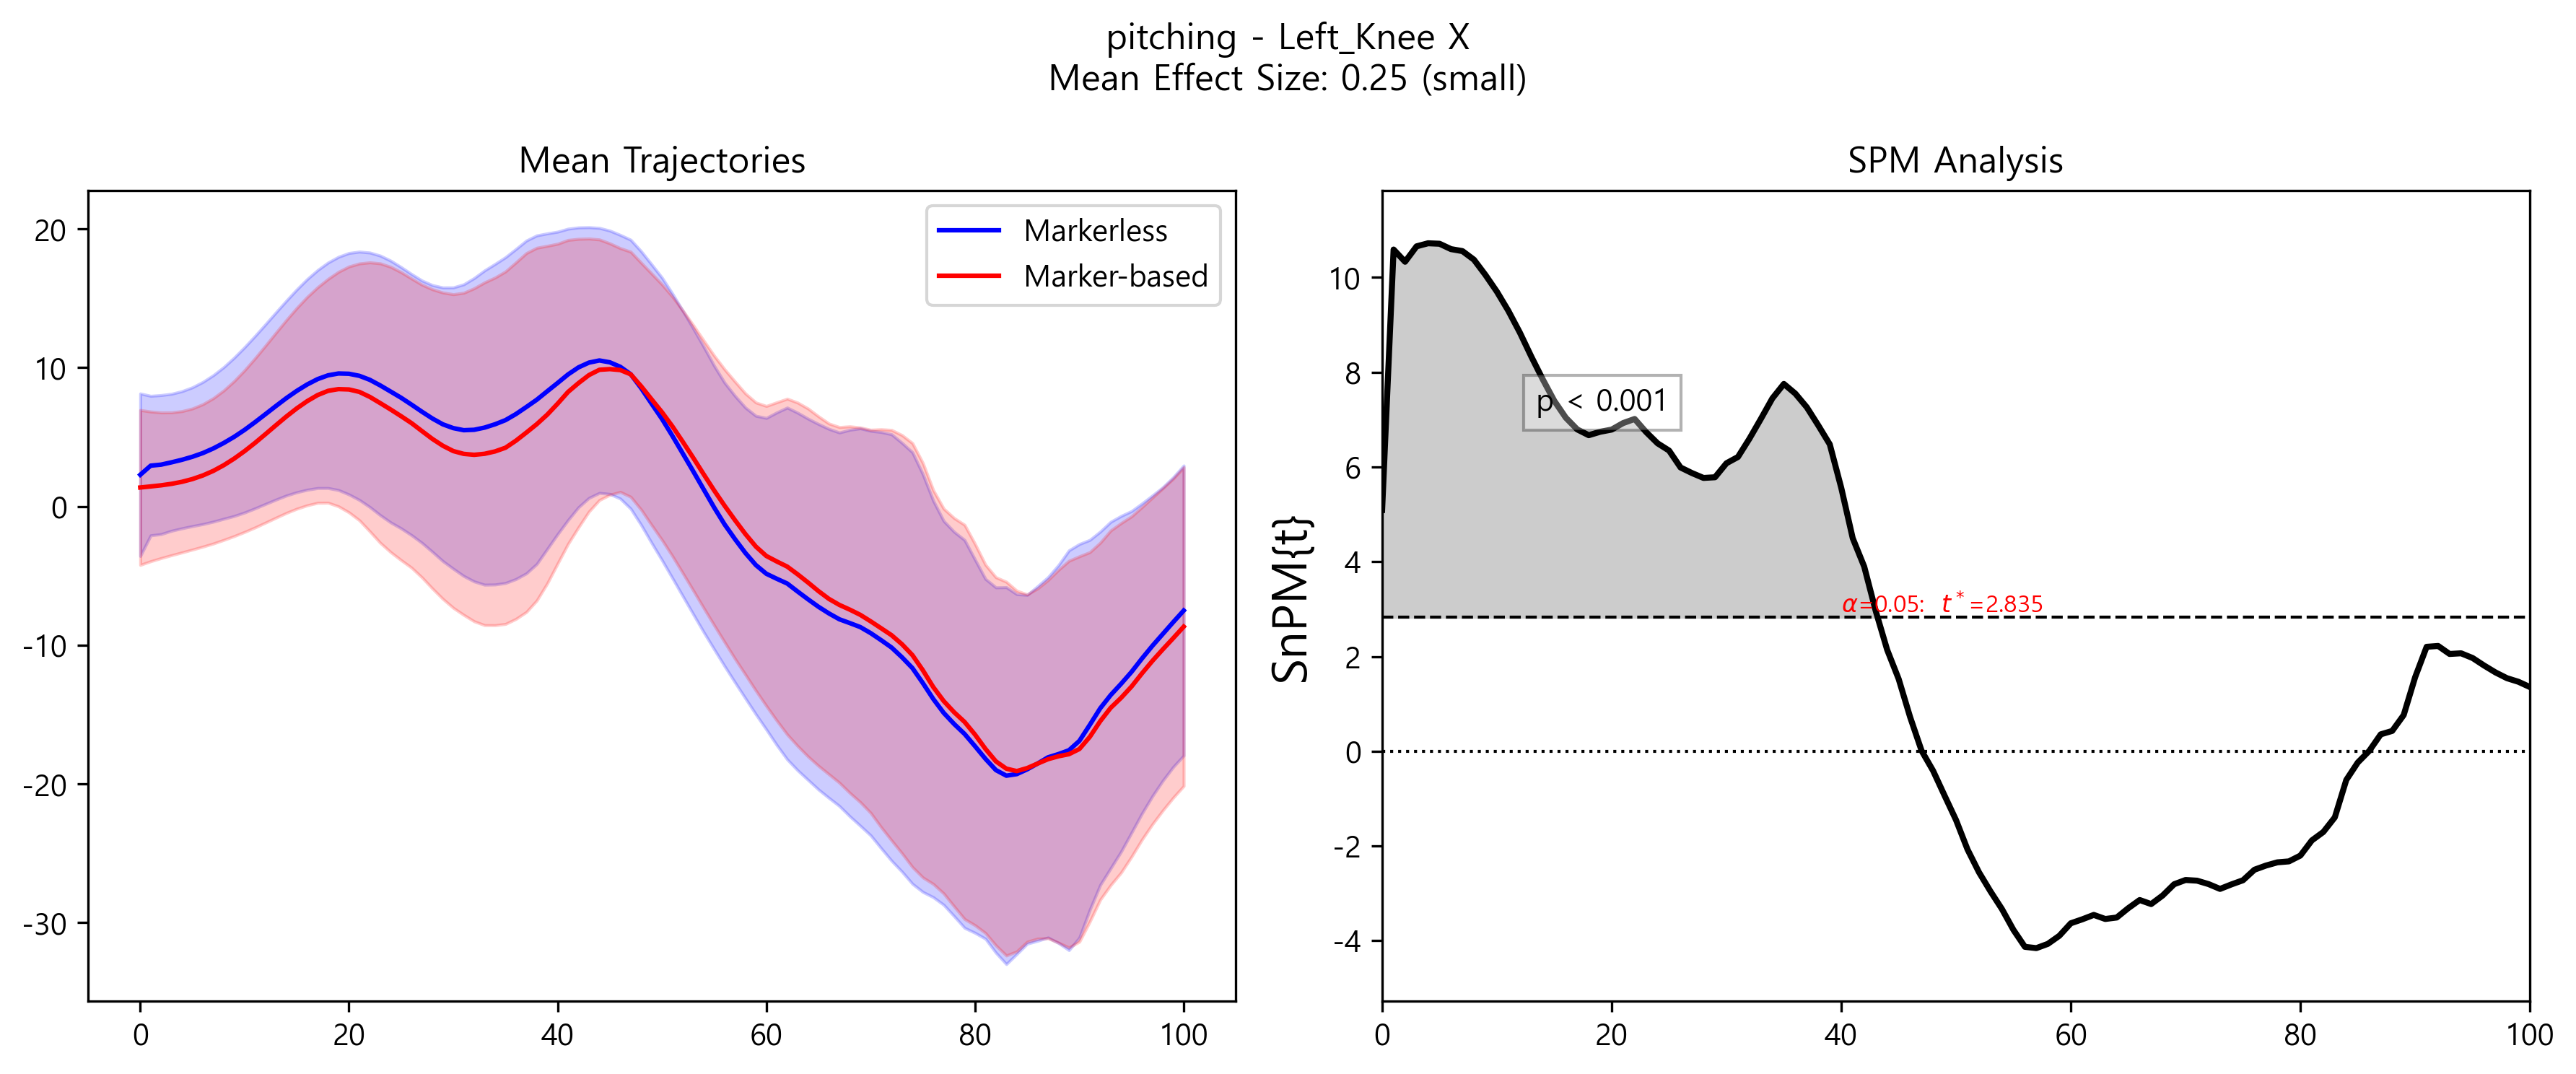 pitching - Left_Knee X
Mean Effect Size: 0.25 (small)
Mean Trajectories
20
10
0
-10
-20
-30
0 20 40 60 80 100
Markerless
Marker-based
SPM Analysis
SnPM{t}
10
8
6
4
2
0
-2
-4
0 20 40 60 80 100
p < 0.001
α=0.05: t*=2.835